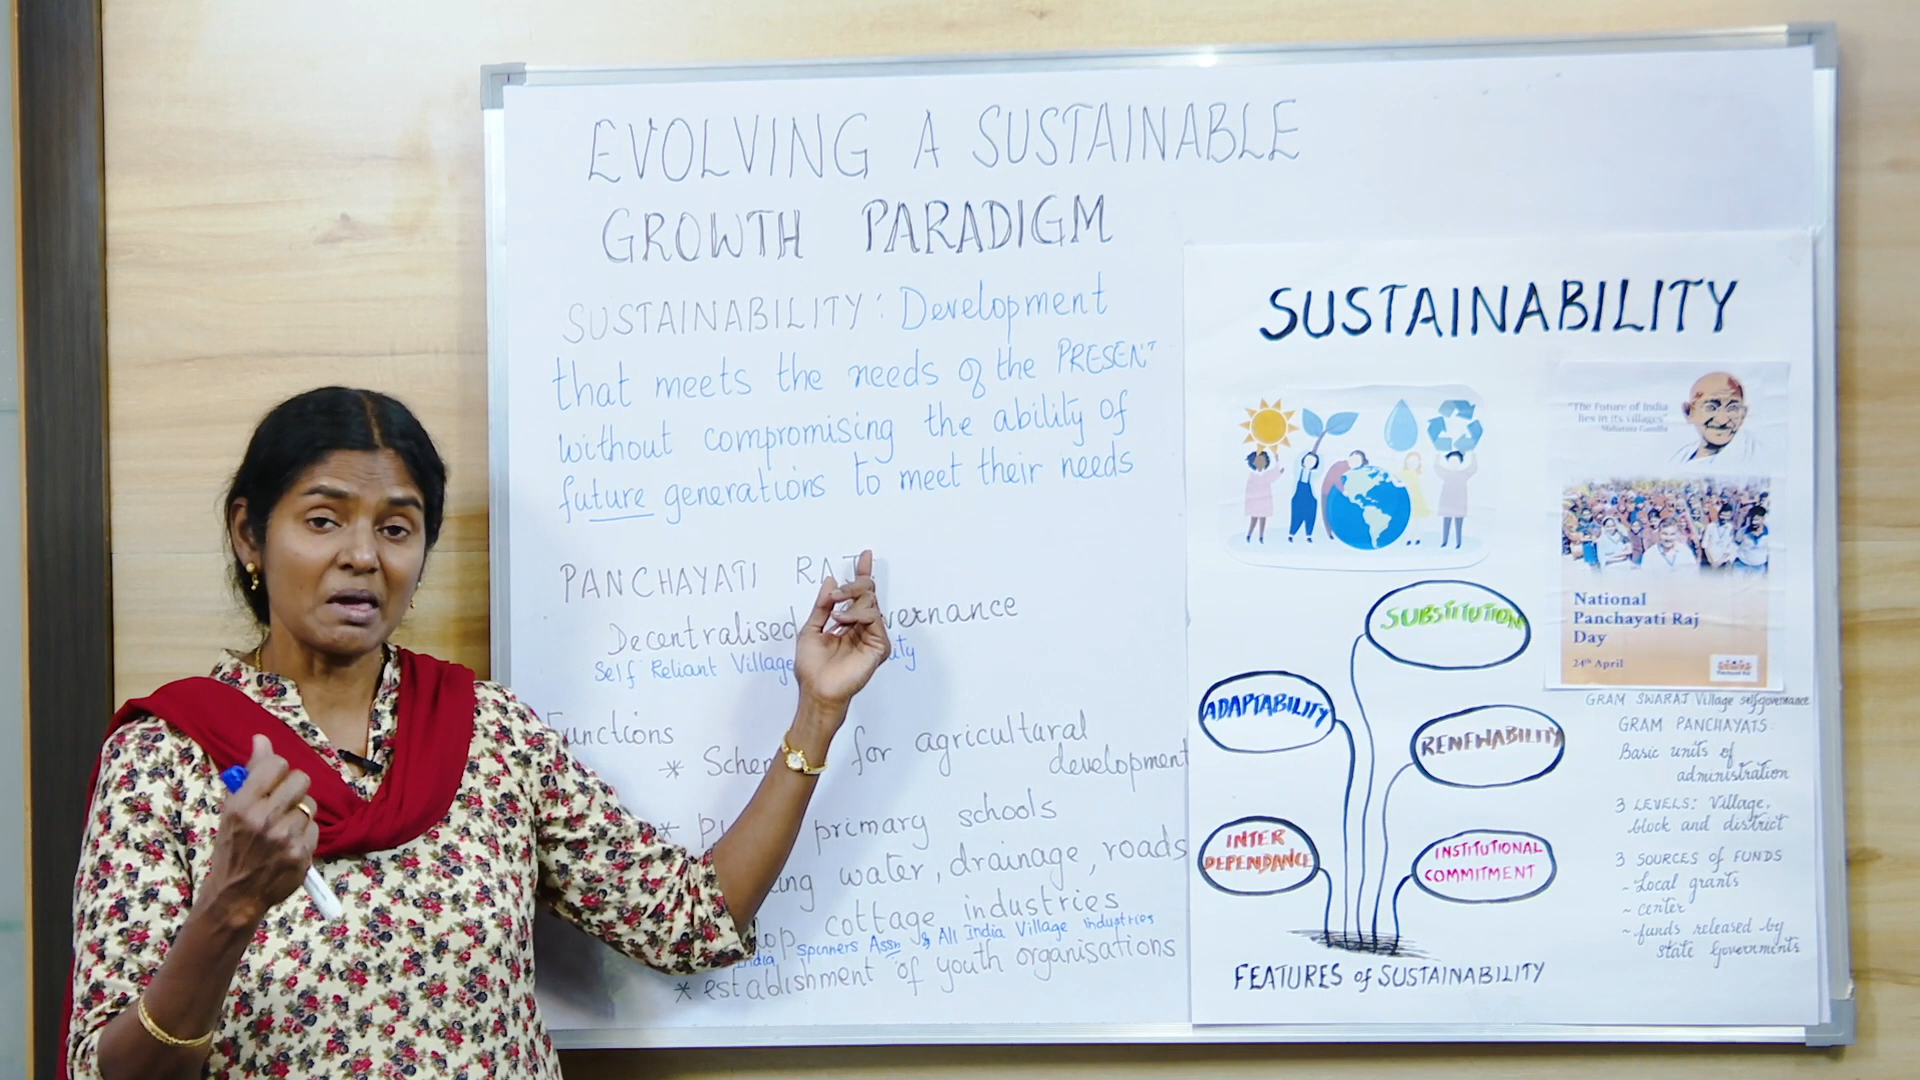 EVOLVING A SUSTAINABLE
GROWTH PARADIGM
SUSTAINABILITY: Development
that meets the needs of the PRESENT
without compromising the ability of
future generations to meet their needs
PANCHAYATI RAJ
Decentralised
Self Reliant Village
Functions
* for agricultural
development
* primary schools
water, drainage, roads
cottage industries
India Spinners Assn & All India Village industries
* establishment of youth organisations
SUSTAINABILITY
"The Future of India
lies in its villages"
Mahatma Gandhi
National
Panchayati Raj
Day
24th April
SUBSTITUTION
ADAPTABILITY
RENEWABILITY
INTER
DEPENDANCE
INSTITUTIONAL
COMMITMENT
FEATURES of SUSTAINABILITY
GRAM SWARAJ Village selfgovernance
GRAM PANCHAYATS
Basic units of
administration
3 LEVELS: Village,
block and district
3 SOURCES of FUNDS
~ Local grants
~ center
~ funds released by
state Governments